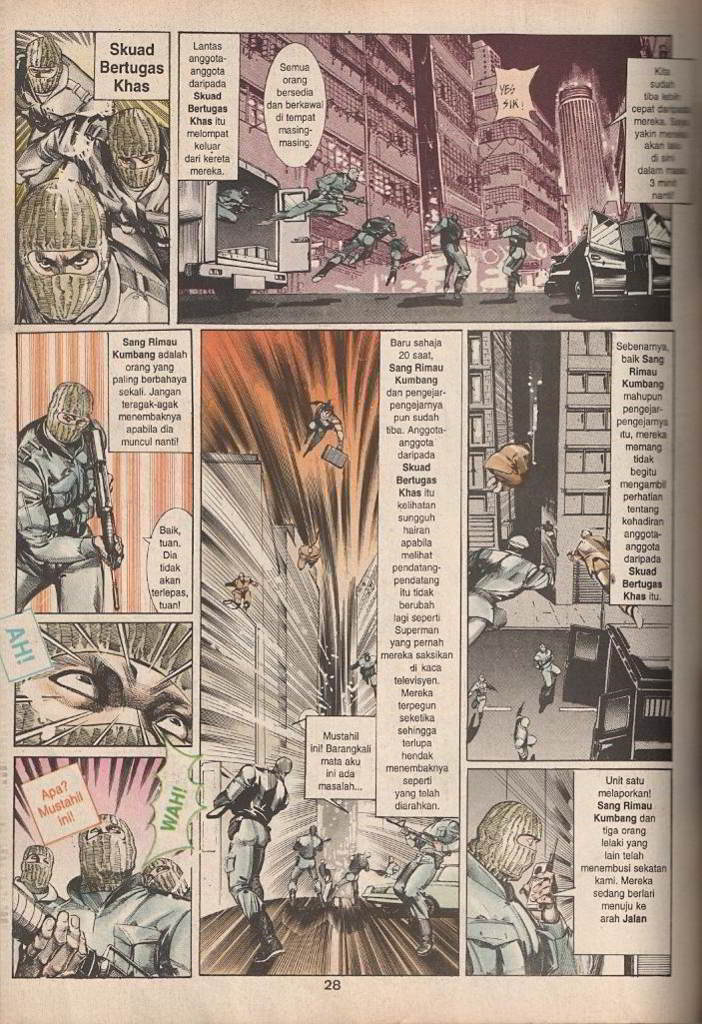 Skuad
Bertugas
Khas
Lantas
anggota-
anggota
daripada
Skuad
Bertugas
Khas itu
melompat
keluar
dari kereta
mereka.
Semua
orang
bersedia
dan berkawal
di tempat
masing-
masing.
YES
SIR!
Kita
sudah
tiba lebih
cepat daripada
mereka.
yakin
akan
di sini
dalam
3 minit
nanti!
Sang Rimau
Kumbang adalah
orang yang
paling berbahaya
sekali. Jangan
teragak-agak
menembaknya
apabila dia
muncul nanti!
Baik,
tuan.
Dia
tidak
akan
terlepas,
tuan!
AH!
Apa?
Mustahil
ini!
WAH!
Baru sahaja
20 saat,
Sang Rimau
Kumbang
dan pengejar-
pengejarnya
pun sudah
tiba. Anggota-
anggota
daripada
Skuad
Bertugas
Khas itu
kelihatan
sungguh
hairan
apabila
melihat
pendatang-
pendatang
itu tidak
berubah
lagi seperti
Superman
yang pernah
mereka saksikan
di kaca
televisyen.
Mereka
terpegun
seketika
sehingga
terlupa
hendak
menembaknya
seperti
yang telah
diarahkan.
Mustahil
ini! Barangkali
mata aku
ini ada
masalah...
Sebenarnya,
baik Sang
Rimau
Kumbang
mahupun
pengejar-
pengejarnya
itu, mereka
memang
tidak
begitu
mengambil
perhatian
tentang
kehadiran
anggota-
anggota
daripada
Skuad
Bertugas
Khas itu.
Unit satu
melaporkan!
Sang Rimau
Kumbang dan
tiga orang
lelaki yang
lain telah
menembusi sekatan
kami. Mereka
sedang berlari
menuju ke
arah Jalan
28